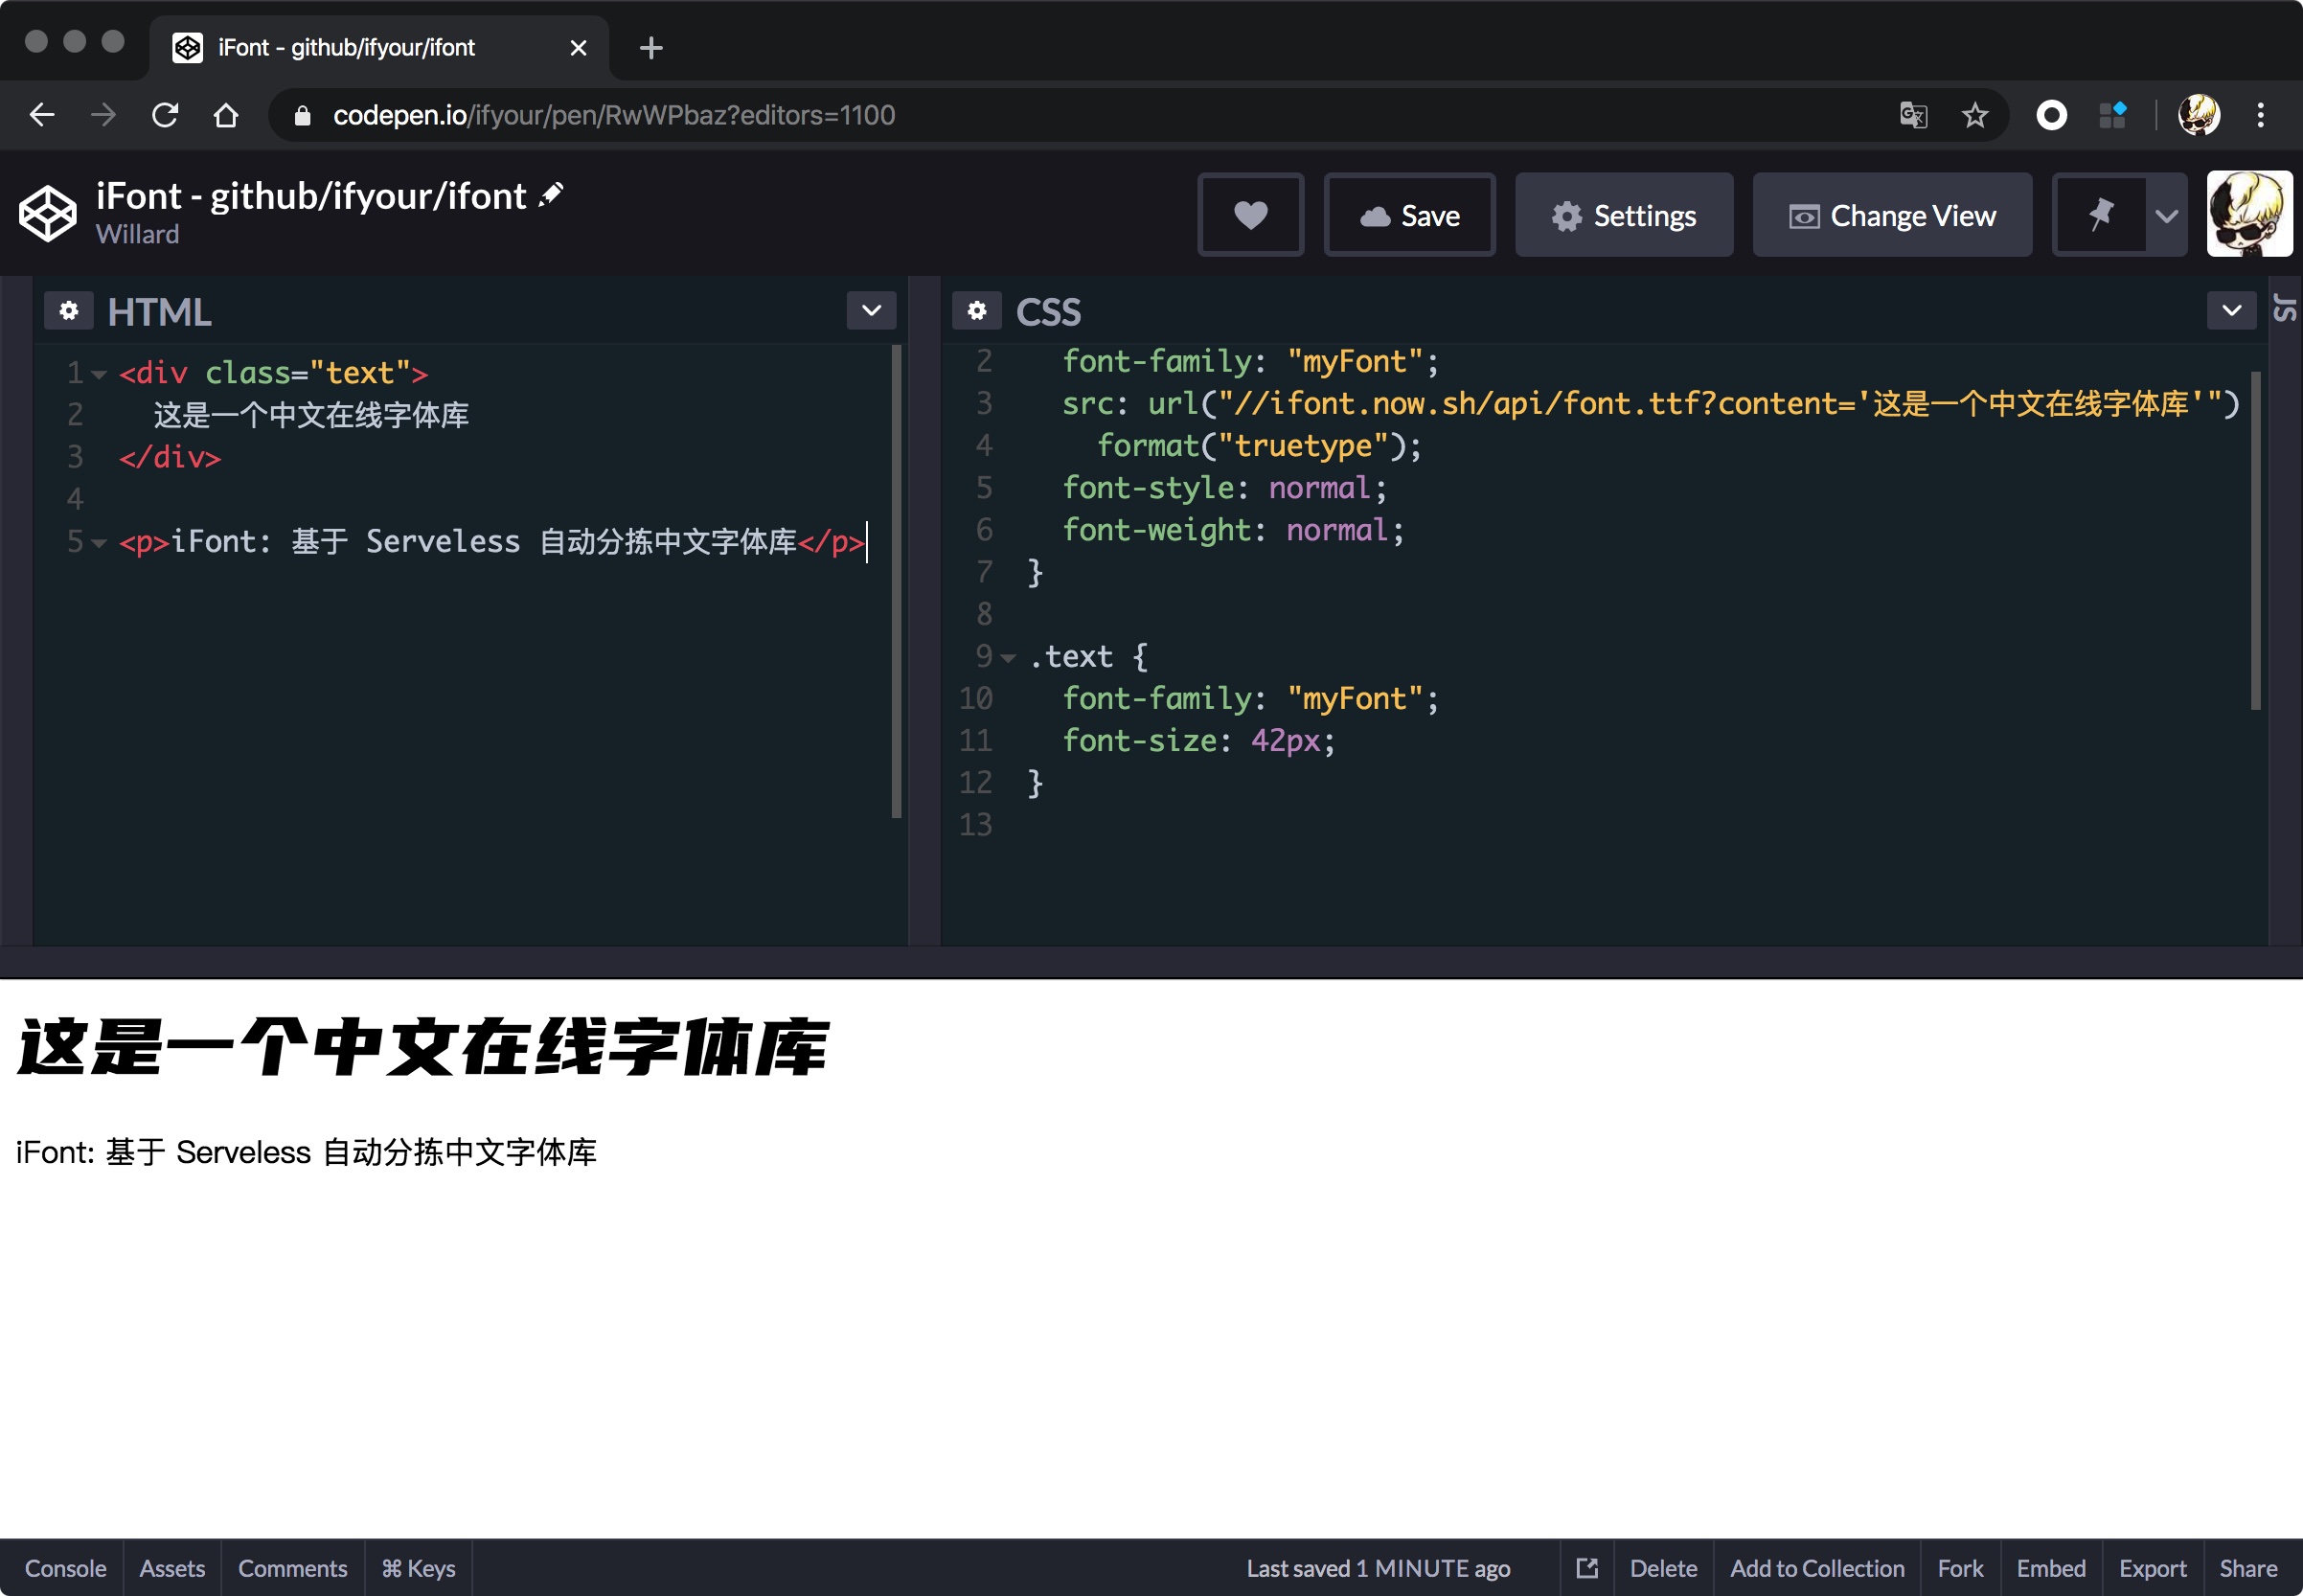 iFont - github/ifyour/ifont
codepen.io/ifyour/pen/RwWPbaz?editors=1100
iFont - github/ifyour/ifont
Willard
Save
Settings
Change View
HTML
1 <div class="text">
2 这是一个中文在线字体库
3 </div>
4
5 <p>iFont: 基于 Serveless 自动分拣中文字体库</p>
CSS
2 font-family: "myFont";
3 src: url("//ifont.now.sh/api/font.ttf?content='这是一个中文在线字体库'")
4 format("truetype");
5 font-style: normal;
6 font-weight: normal;
7 }
8
9 .text {
10 font-family: "myFont";
11 font-size: 42px;
12 }
13
JS
这是一个中文在线字体库
iFont: 基于 Serveless 自动分拣中文字体库
Console
Assets
Comments
⌘ Keys
Last saved 1 MINUTE ago
Delete
Add to Collection
Fork
Embed
Export
Share